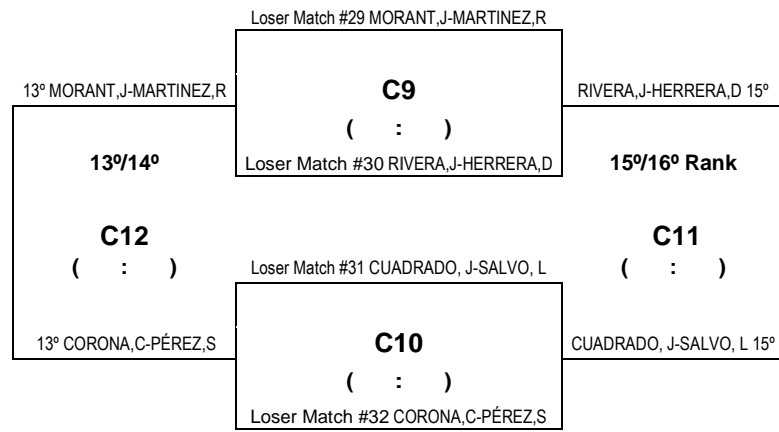 Loser Match #29 MORANT,J-MARTINEZ,R
13º MORANT,J-MARTINEZ,R
C9
RIVERA,J-HERRERA,D 15º
( : )
13º/14º
Loser Match #30 RIVERA,J-HERRERA,D
15º/16º Rank
C12
C11
( : )
Loser Match #31 CUADRADO, J-SALVO, L
( : )
13º CORONA,C-PÉREZ,S
C10
CUADRADO, J-SALVO, L 15º
( : )
Loser Match #32 CORONA,C-PÉREZ,S